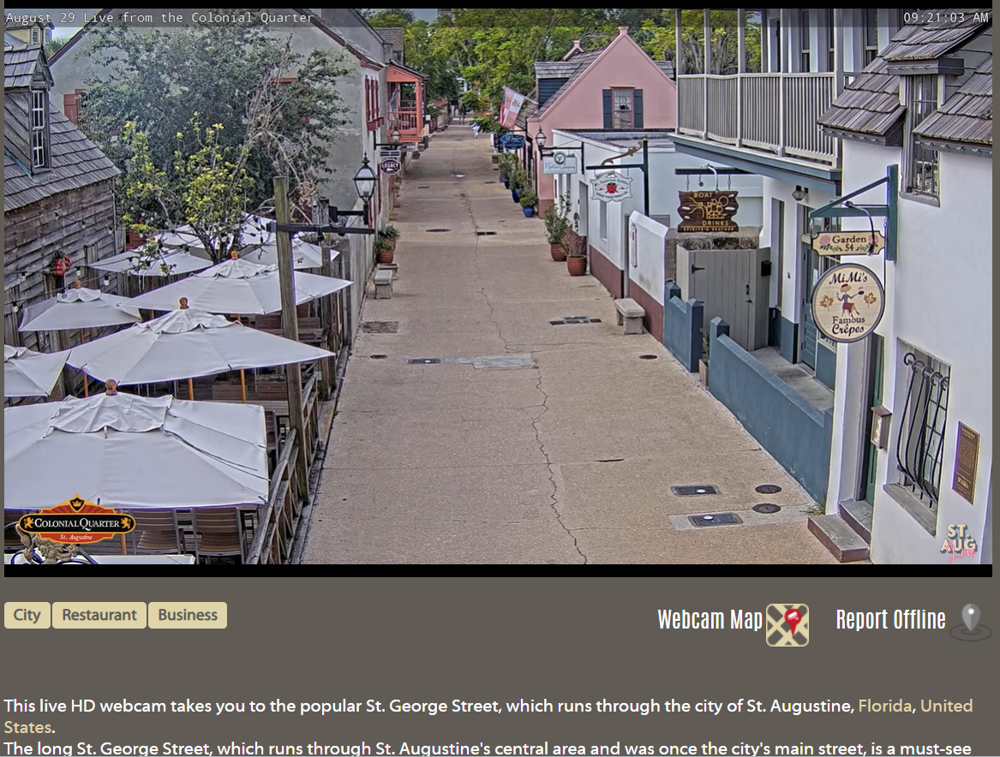 August 29 Live from the Colonial Quarter
09:21:03 AM
LEGACY
BOAT
DRINKS
SPIRITS & SEAFOOD
Garden
54
MiMi's
Famous
Crêpes
COLONIAL QUARTER
St. Augustine
ST.
AUG
City
Restaurant
Business
Webcam Map
Report Offline
This live HD webcam takes you to the popular St. George Street, which runs through the city of St. Augustine, Florida, United
States.
The long St. George Street, which runs through St. Augustine's central area and was once the city's main street, is a must-see